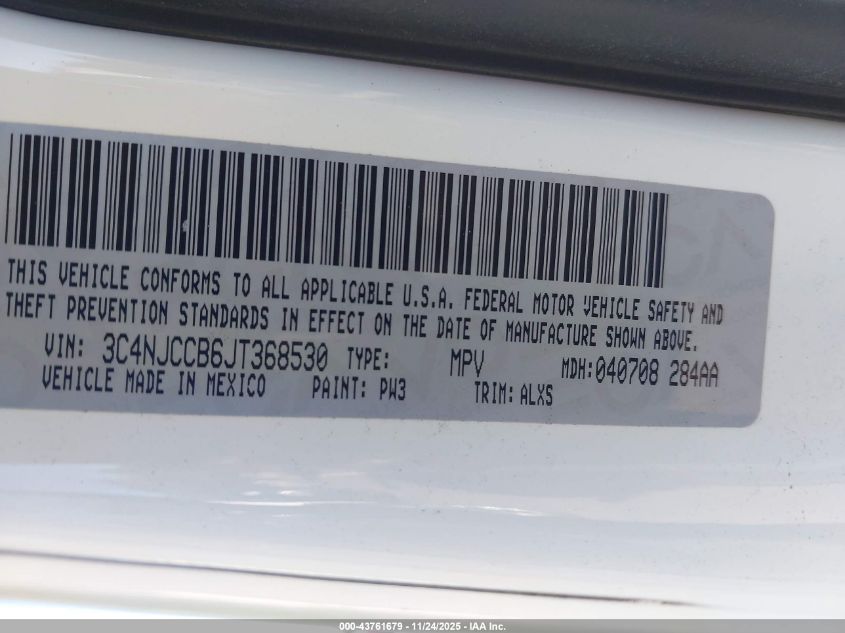 THIS VEHICLE CONFORMS TO ALL APPLICABLE U.S.A. FEDERAL MOTOR VEHICLE SAFETY AND
THEFT PREVENTION STANDARDS IN EFFECT ON THE DATE OF MANUFACTURE SHOWN ABOVE.
VIN: 3C4NJCCB6JT368530 TYPE: MPV MDH:040708 284AA
VEHICLE MADE IN MEXICO PAINT: PW3 TRIM: ALXS
000-43761679 - 11/24/2025 - IAA Inc.